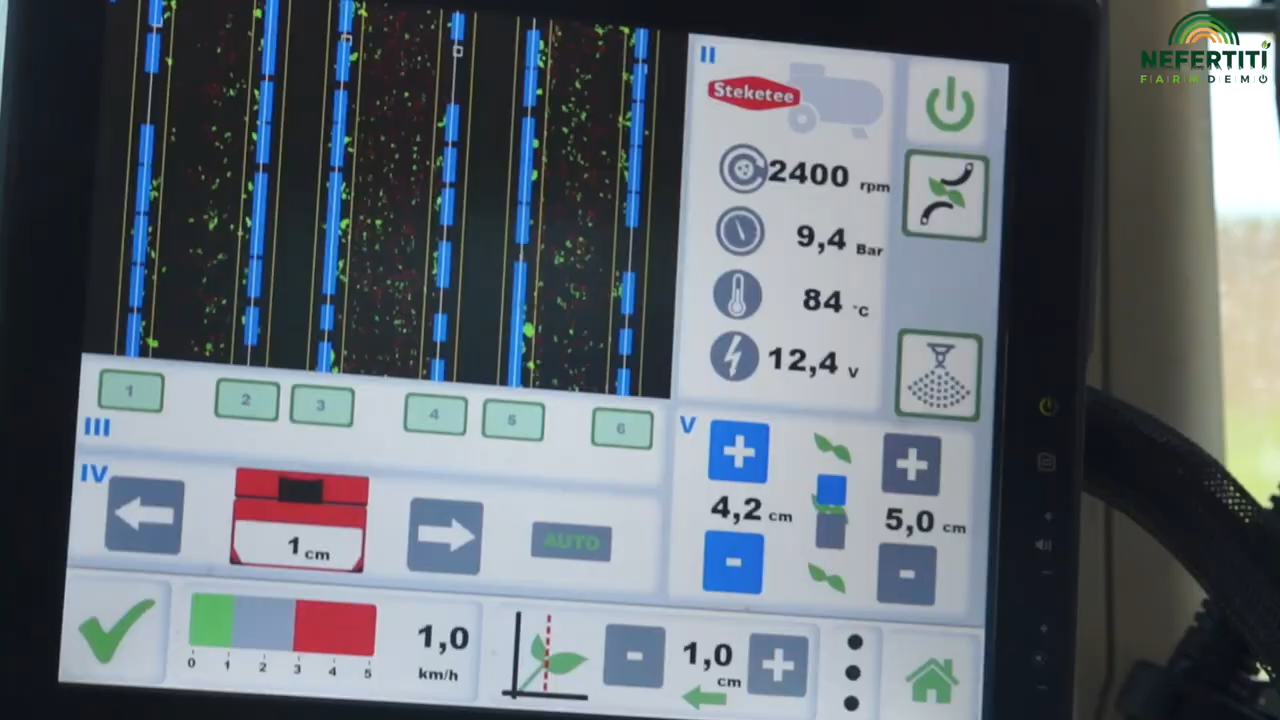 NEFERTITI
FARM DEMO
II
Steketee
2400 rpm
9,4 Bar
84 °C
12,4 V
1 2 3 4 5 6
III
IV
1 cm
AUTO
V
4,2 cm
5,0 cm
0 1 2 3 4 5
1,0
km/h
1,0
cm